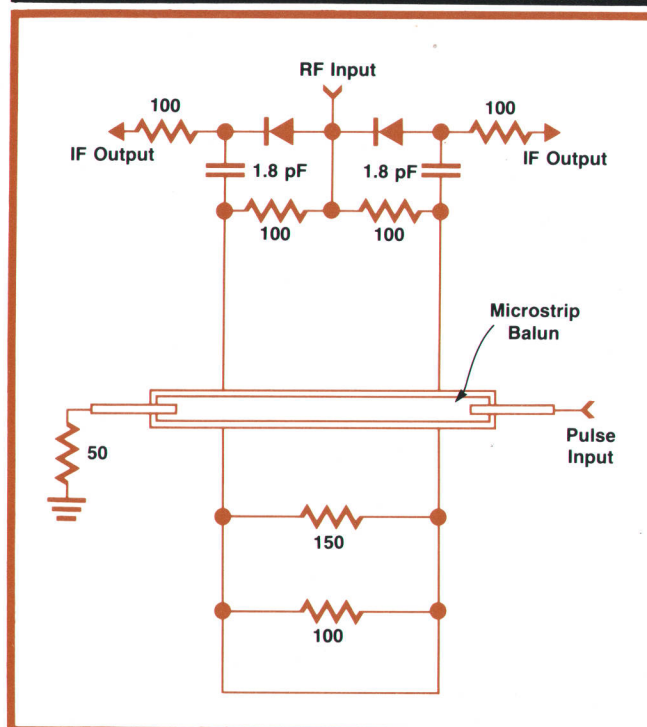 RF Input
100
100
IF Output
IF Output
1.8 pF
1.8 pF
100
100
Microstrip
Balun
Pulse
Input
50
150
100